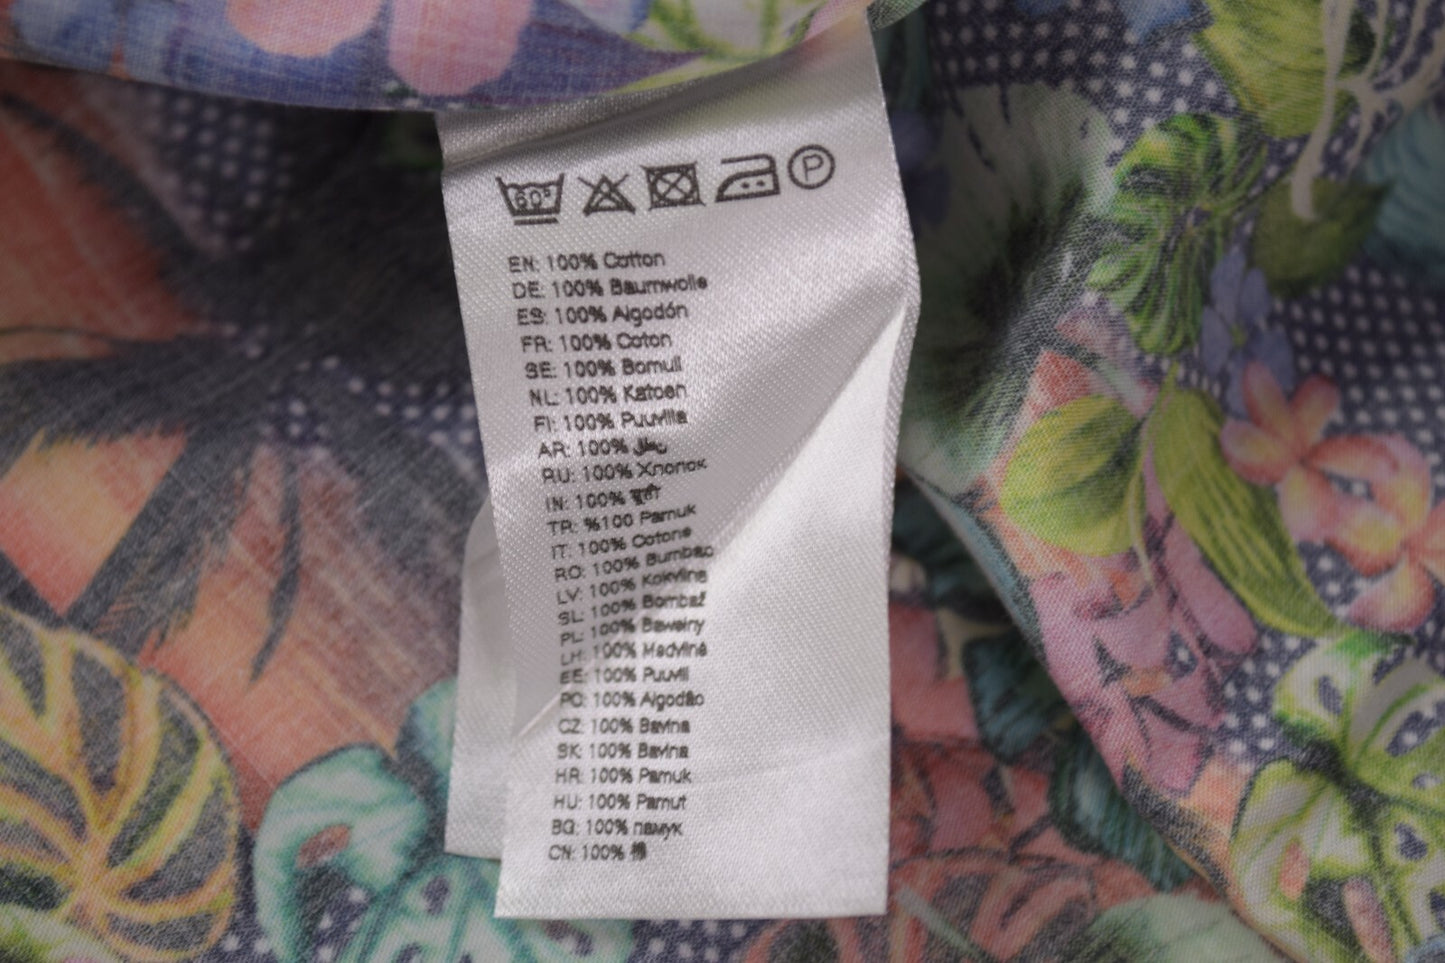 60°
P
EN: 100% Cotton
DE: 100% Baumwolle
ES: 100% Algodón
FR: 100% Coton
SE: 100% Bomull
NL: 100% Katoen
FI: 100% Puuvilla
AR: 100%
RU: 100% Хлопок
IN: 100%
TR: %100 Pamuk
IT: 100% Cotone
RO: 100% Bumbac
LV: 100% Kokvilna
SL: 100% Bombaž
PL: 100% Bawełny
100% Medvilnė
EE: 100% Puuvill
PO: 100% Algodão
CZ: 100% Bavlna
SK: 100% Bavlna
HR: 100% Pamuk
HU: 100% Pamut
BG: 100% памук
CN: 100% 棉